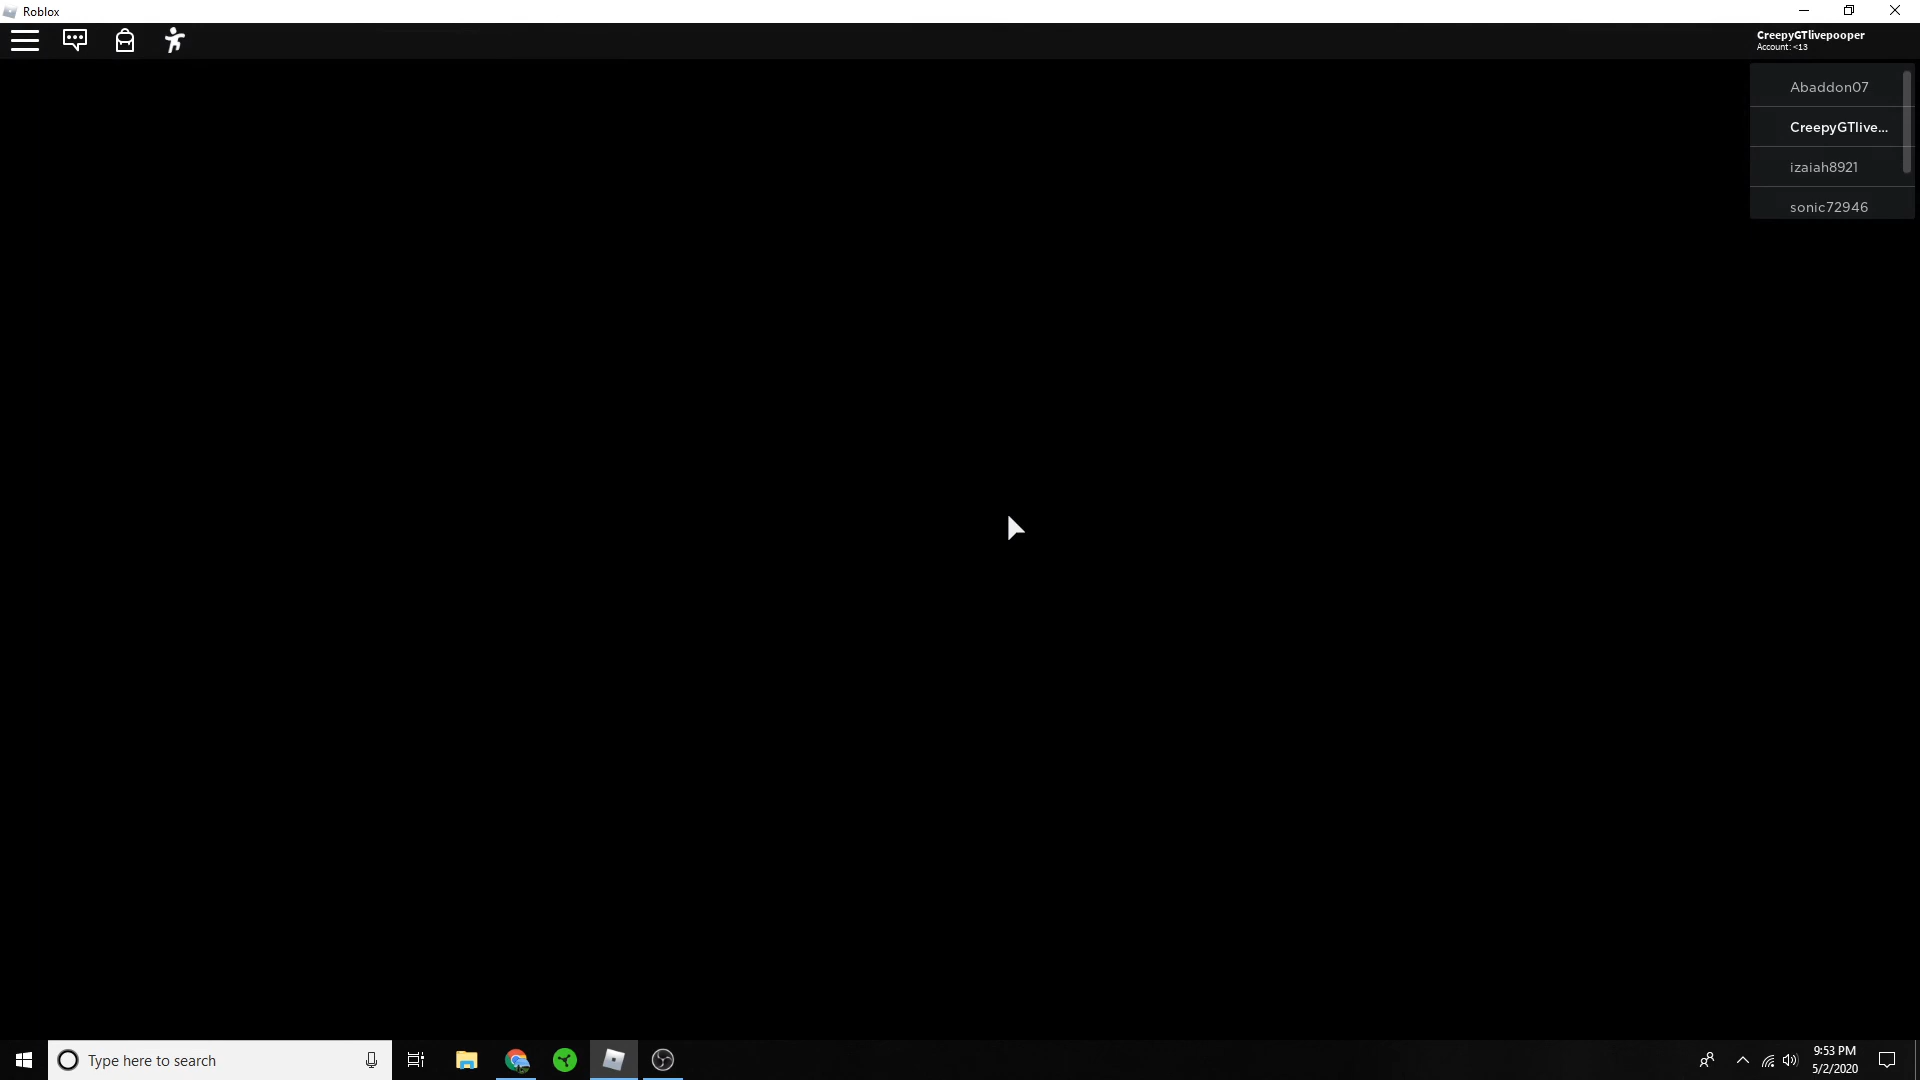 Roblox
CreepyGTlivepooper
Account: <13
Abaddon07
CreepyGTlive...
izaiah8921
sonic72946
Type here to search
9:53 PM
5/2/2020